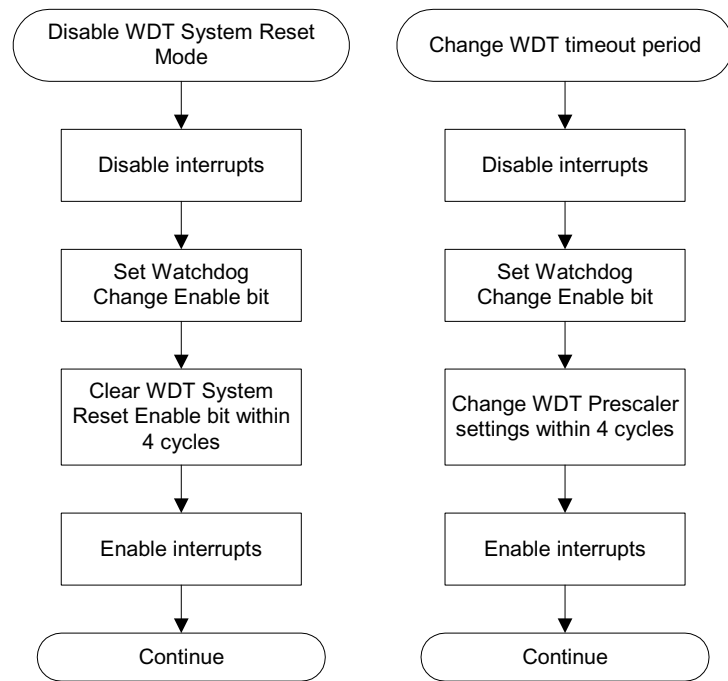 Disable WDT System Reset
Mode
Disable interrupts
Set Watchdog
Change Enable bit
Clear WDT System
Reset Enable bit within
4 cycles
Enable interrupts
Continue
Change WDT timeout period
Disable interrupts
Set Watchdog
Change Enable bit
Change WDT Prescaler
settings within 4 cycles
Enable interrupts
Continue